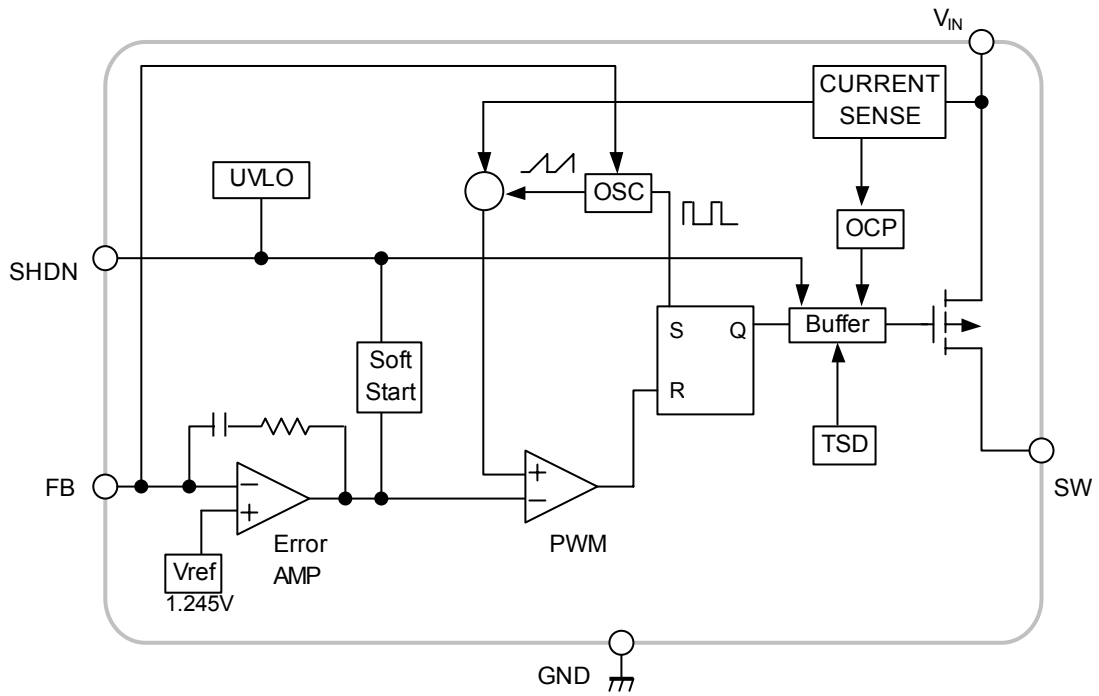 VIN
CURRENT
SENSE
UVLO
OSC
OCP
SHDN
S
Q
Buffer
Soft
Start
R
TSD
FB
SW
Error
AMP
PWM
Vref
1.245V
GND